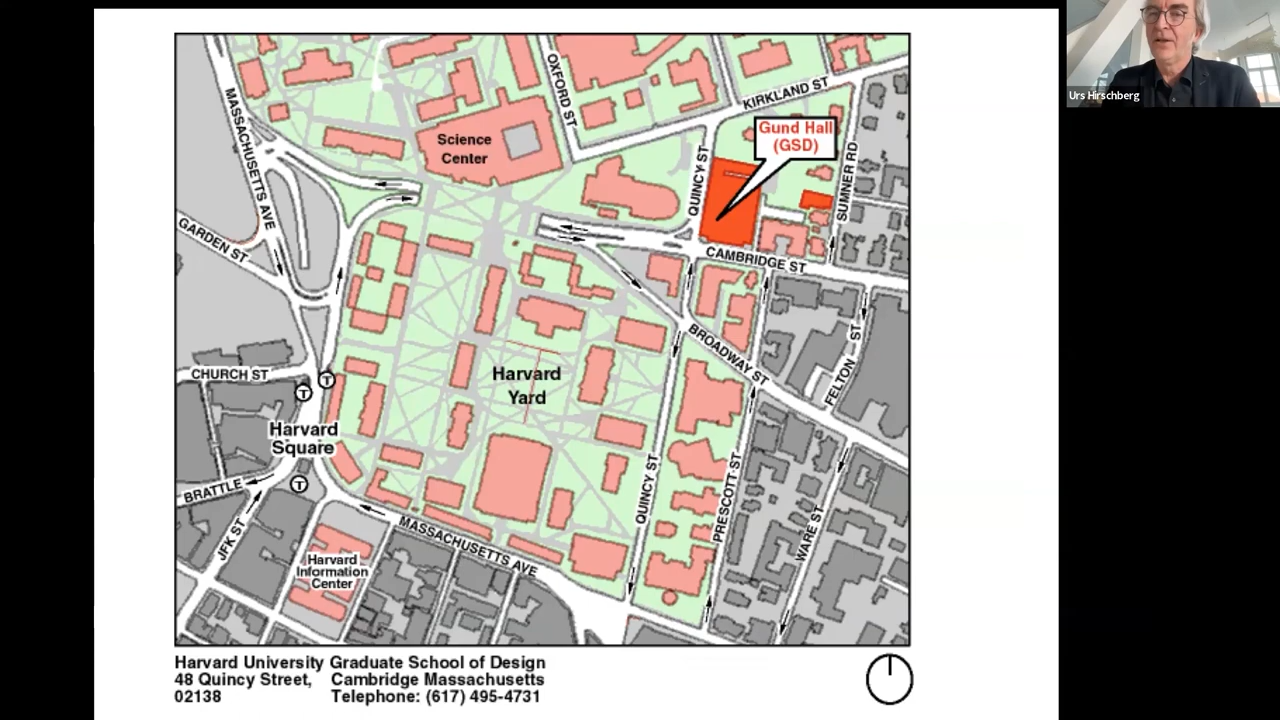 Urs Hirschberg
OXFORD ST
KIRKLAND ST
MASSACHUSETTS AVE
Science
Center
Gund Hall
(GSD)
QUINCY ST
SUMNER RD
GARDEN ST
CAMBRIDGE ST
BROADWAY ST
FELTON ST
CHURCH ST
T
T
Harvard
Yard
Harvard
Square
T
BRATTLE
JFK ST
QUINCY ST
PRESCOTT ST
WARE ST
MASSACHUSETTS AVE
Harvard
Information
Center
Harvard University Graduate School of Design
48 Quincy Street, Cambridge Massachusetts
02138 Telephone: (617) 495-4731